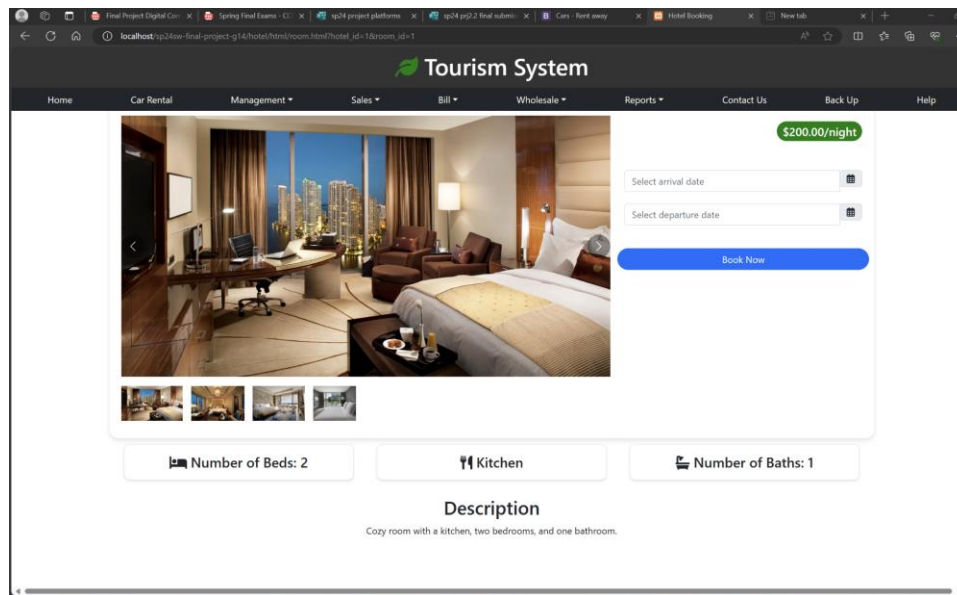 Final Project Digital Com
Spring Final Exams - CC
sp24 project platforms
sp24 prj2.2 final submis
Cars - Rent away
Hotel Booking
New tab
localhost/sp24sw-final-project-g14/hotel/html/room.html?hotel_id=1&room_id=1
Tourism System
Home Car Rental Management Sales Bill Wholesale Reports Contact Us Back Up Help
$200.00/night
Select arrival date
Select departure date
Book Now
Number of Beds: 2 Kitchen Number of Baths: 1
Description
Cozy room with a kitchen, two bedrooms, and one bathroom.